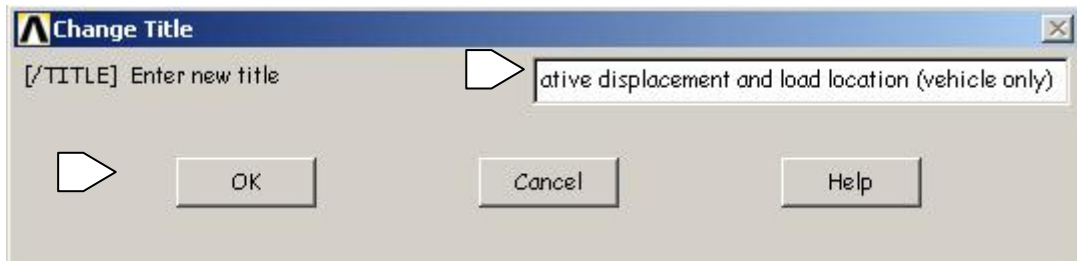 Change Title
[/TITLE] Enter new title
ative displacement and load location (vehicle only)
OK
Cancel
Help